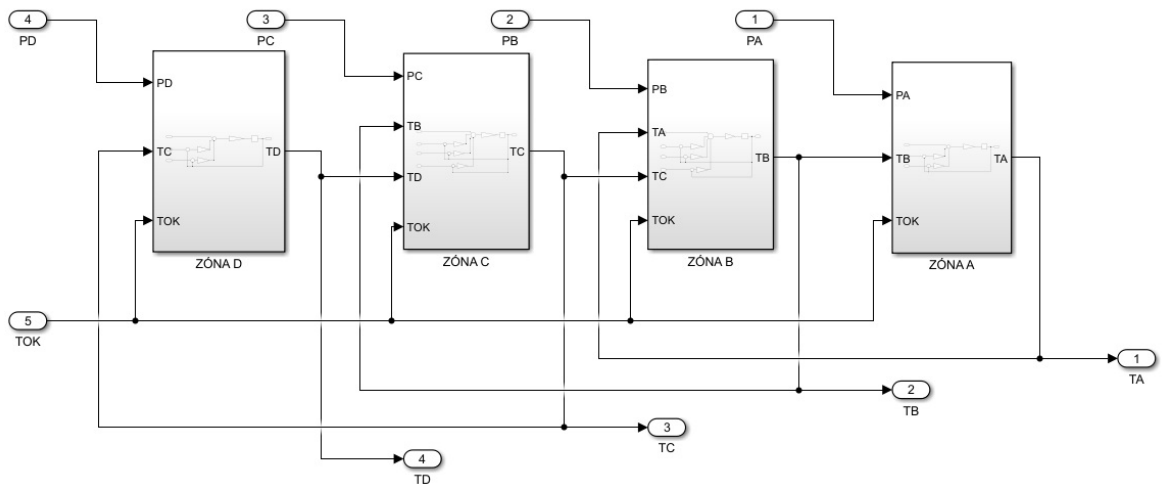 4
PD
3
PC
2
PB
1
PA
PD
TC
TOK
TD
ZÓNA D
PC
TB
TD
TOK
TC
ZÓNA C
PB
TA
TC
TOK
TB
ZÓNA B
PA
TB
TOK
TA
ZÓNA A
5
TOK
1
TA
2
TB
3
TC
4
TD